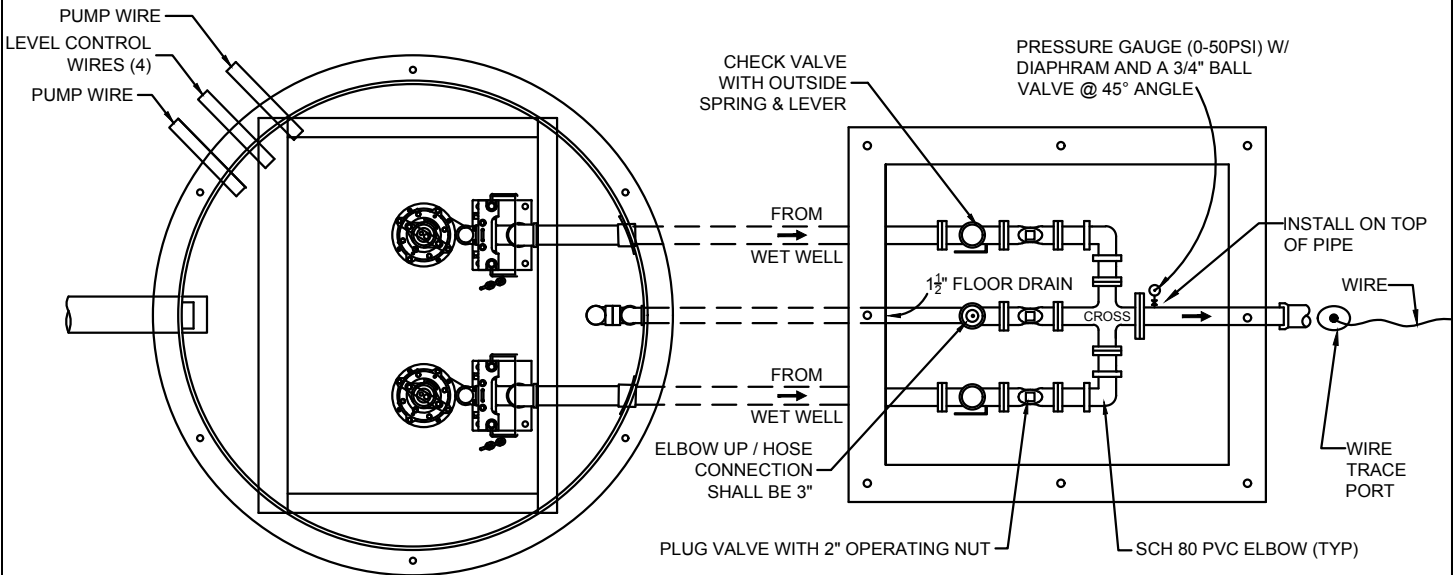 PUMP WIRE
LEVEL CONTROL
WIRES (4)
PUMP WIRE
CHECK VALVE
WITH OUTSIDE
SPRING & LEVER
PRESSURE GAUGE (0-50PSI) W/
DIAPHRAM AND A 3/4" BALL
VALVE @ 45° ANGLE
FROM
WET WELL
INSTALL ON TOP
OF PIPE
1 1/2" FLOOR DRAIN
CROSS
WIRE
FROM
WET WELL
ELBOW UP / HOSE
CONNECTION
SHALL BE 3"
WIRE
TRACE
PORT
PLUG VALVE WITH 2" OPERATING NUT
SCH 80 PVC ELBOW (TYP)